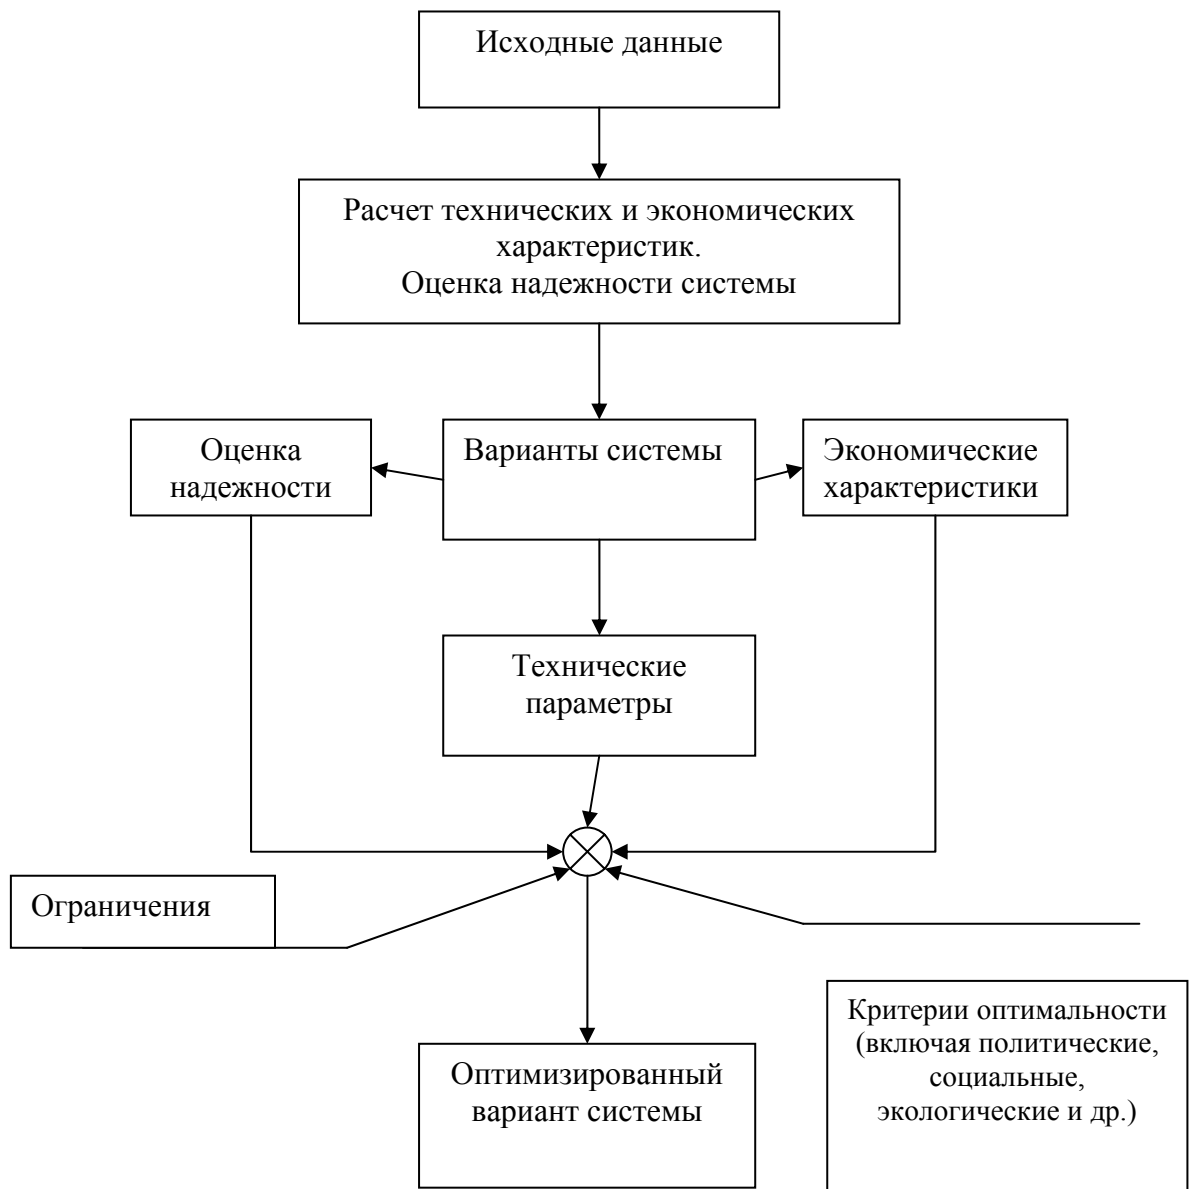 Исходные данные
Расчет технических и экономических
характеристик.
Оценка надежности системы
Оценка
надежности
Варианты системы
Экономические
характеристики
Технические
параметры
Ограничения
Оптимизированный
вариант системы
Критерии оптимальности
(включая политические,
социальные,
экологические и др.)